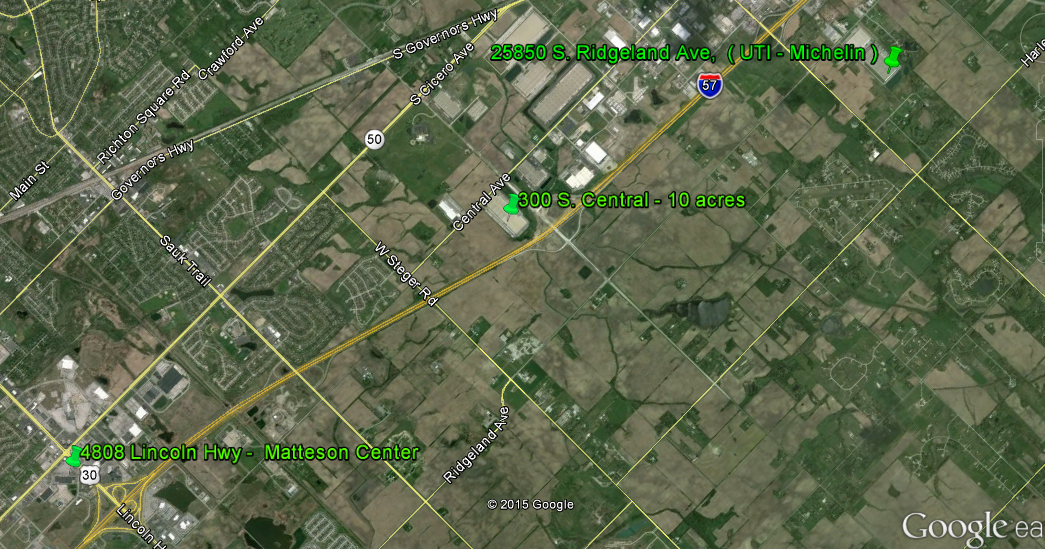 Crawford Ave
S Governors Hwy
S Cicero Ave
25850 S. Ridgeland Ave, ( UTI - Michelin )
57
Harle
Richton-Square-Rd
50
Main-St
Governors Hwy
Central Ave
300 S. Central - 10 acres
Sauk Trail
W-Steger-Rd
4808 Lincoln Hwy - Matteson Center
30
Ridgeland-Ave
Lincoln H
© 2015 Google
Google ea